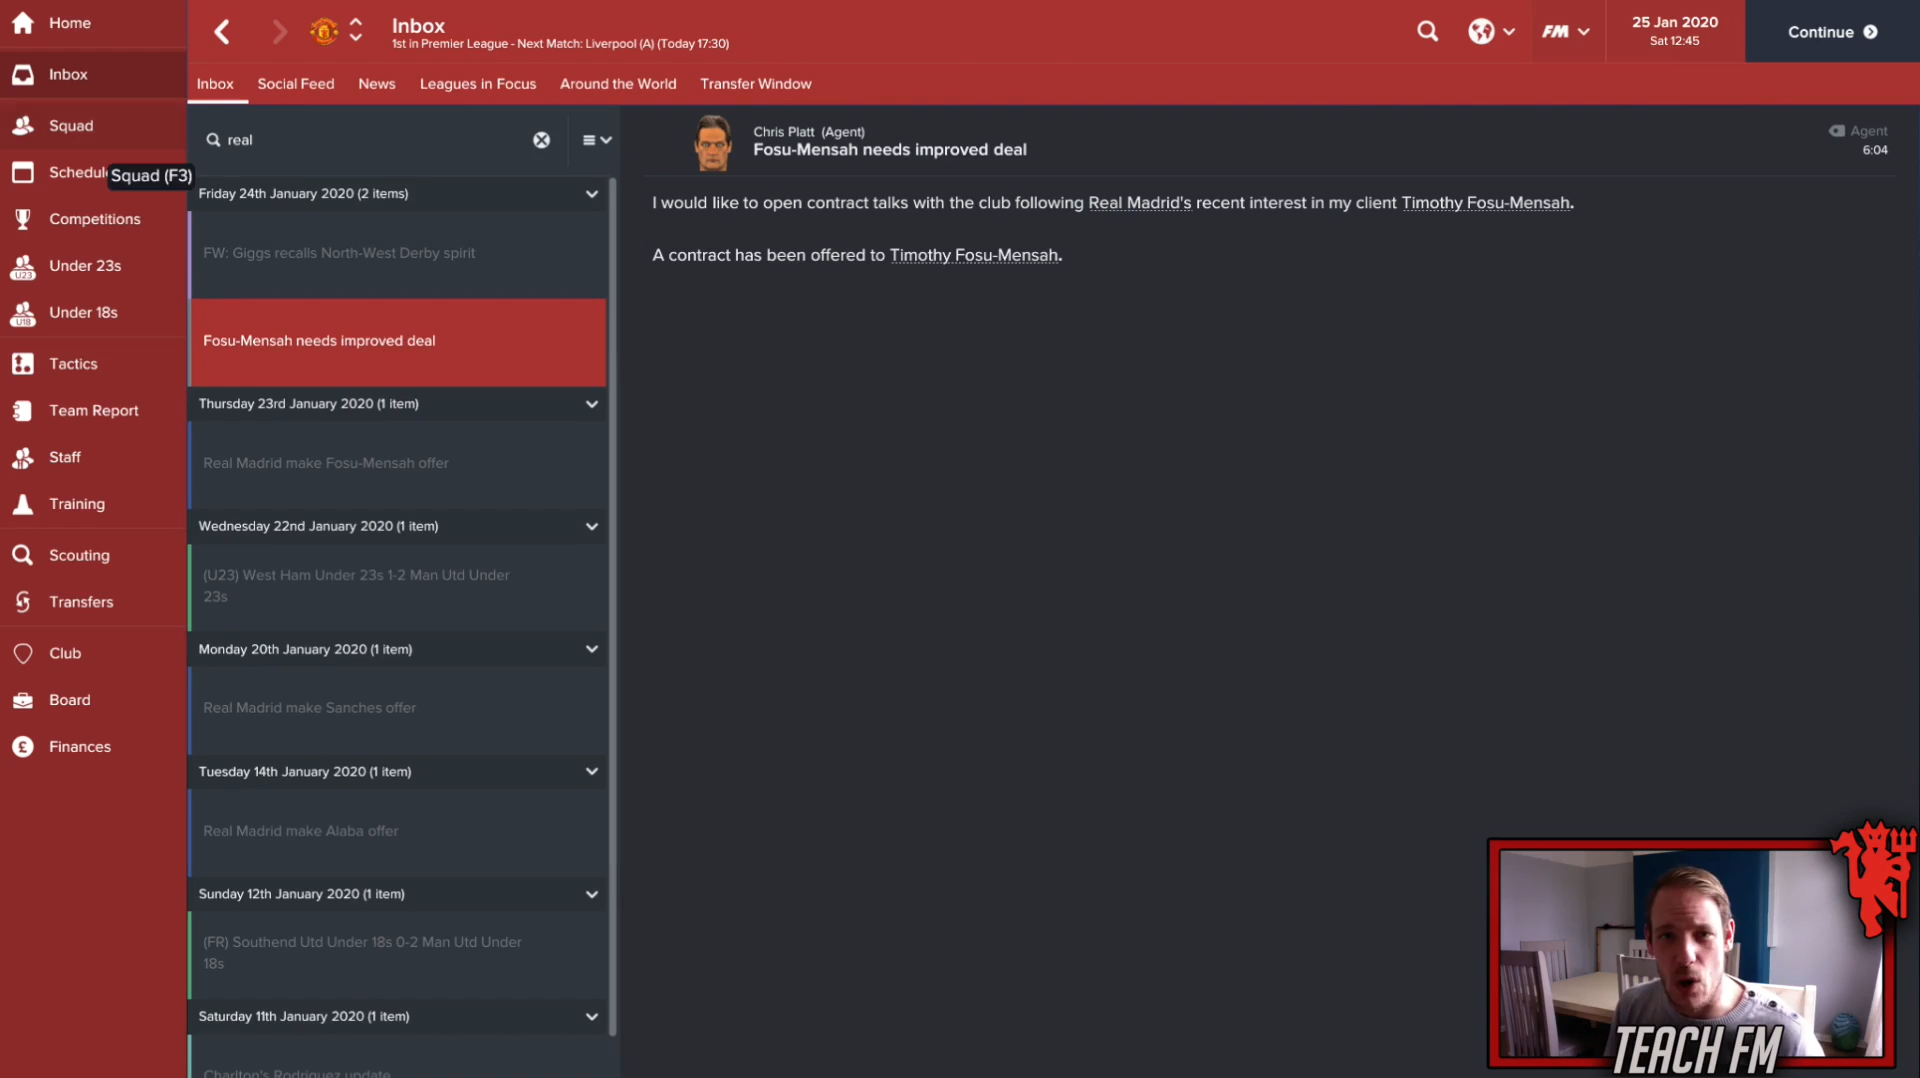 Home
Inbox
Squad
Schedule
Squad (F3)
Competitions
U23
Under 23s
U18
Under 18s
Tactics
Team Report
Staff
Training
Scouting
Transfers
Club
Board
Finances
Inbox
1st in Premier League - Next Match: Liverpool (A) (Today 17:30)
FM
25 Jan 2020
Sat 12:45
Continue
Inbox
Social Feed
News
Leagues in Focus
Around the World
Transfer Window
real
Friday 24th January 2020 (2 items)
FW: Giggs recalls North-West Derby spirit
Fosu-Mensah needs improved deal
Thursday 23rd January 2020 (1 item)
Real Madrid make Fosu-Mensah offer
Wednesday 22nd January 2020 (1 item)
(U23) West Ham Under 23s 1-2 Man Utd Under
23s
Monday 20th January 2020 (1 item)
Real Madrid make Sanches offer
Tuesday 14th January 2020 (1 item)
Real Madrid make Alaba offer
Sunday 12th January 2020 (1 item)
(FR) Southend Utd Under 18s 0-2 Man Utd Under
18s
Saturday 11th January 2020 (1 item)
Charlton's Rodriguez update
Chris Platt (Agent)
Fosu-Mensah needs improved deal
Agent
6:04
I would like to open contract talks with the club following Real Madrid's recent interest in my client Timothy Fosu-Mensah.
A contract has been offered to Timothy Fosu-Mensah.
TEACH FM